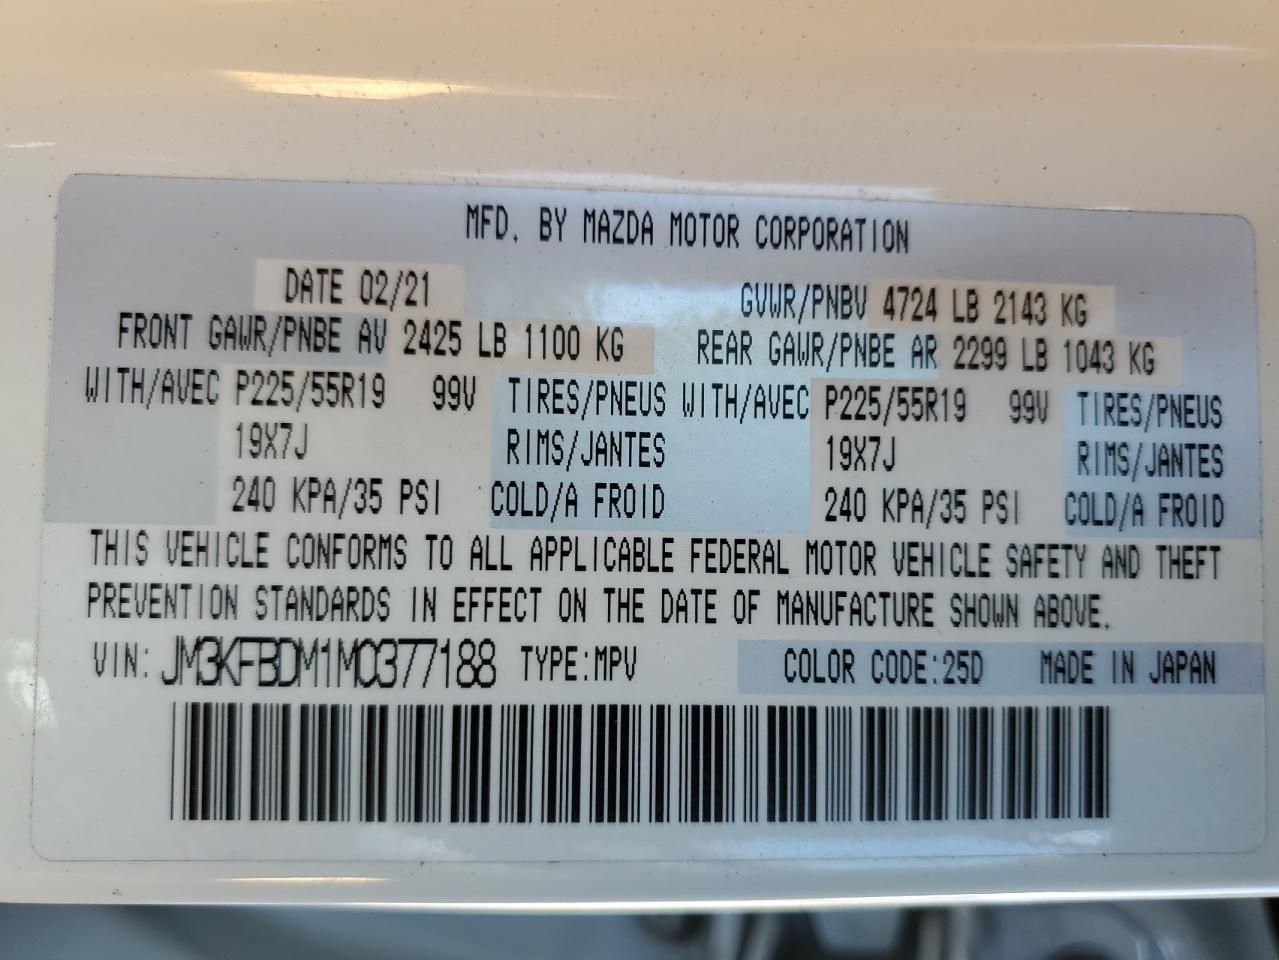 MFD. BY MAZDA MOTOR CORPORATION
DATE 02/21 GVWR/PNBV 4724 LB 2143 KG
FRONT GAWR/PNBE AV 2425 LB 1100 KG REAR GAWR/PNBE AR 2299 LB 1043 KG
WITH/AVEC P225/55R19 99V TIRES/PNEUS WITH/AVEC P225/55R19 99V TIRES/PNEUS
19X7J RIMS/JANTES 19X7J RIMS/JANTES
240 KPA/35 PSI COLD/A FROID 240 KPA/35 PSI COLD/A FROID
THIS VEHICLE CONFORMS TO ALL APPLICABLE FEDERAL MOTOR VEHICLE SAFETY AND THEFT
PREVENTION STANDARDS IN EFFECT ON THE DATE OF MANUFACTURE SHOWN ABOVE.
VIN: JM3KFBDM1M0377188 TYPE:MPV COLOR CODE:25D MADE IN JAPAN